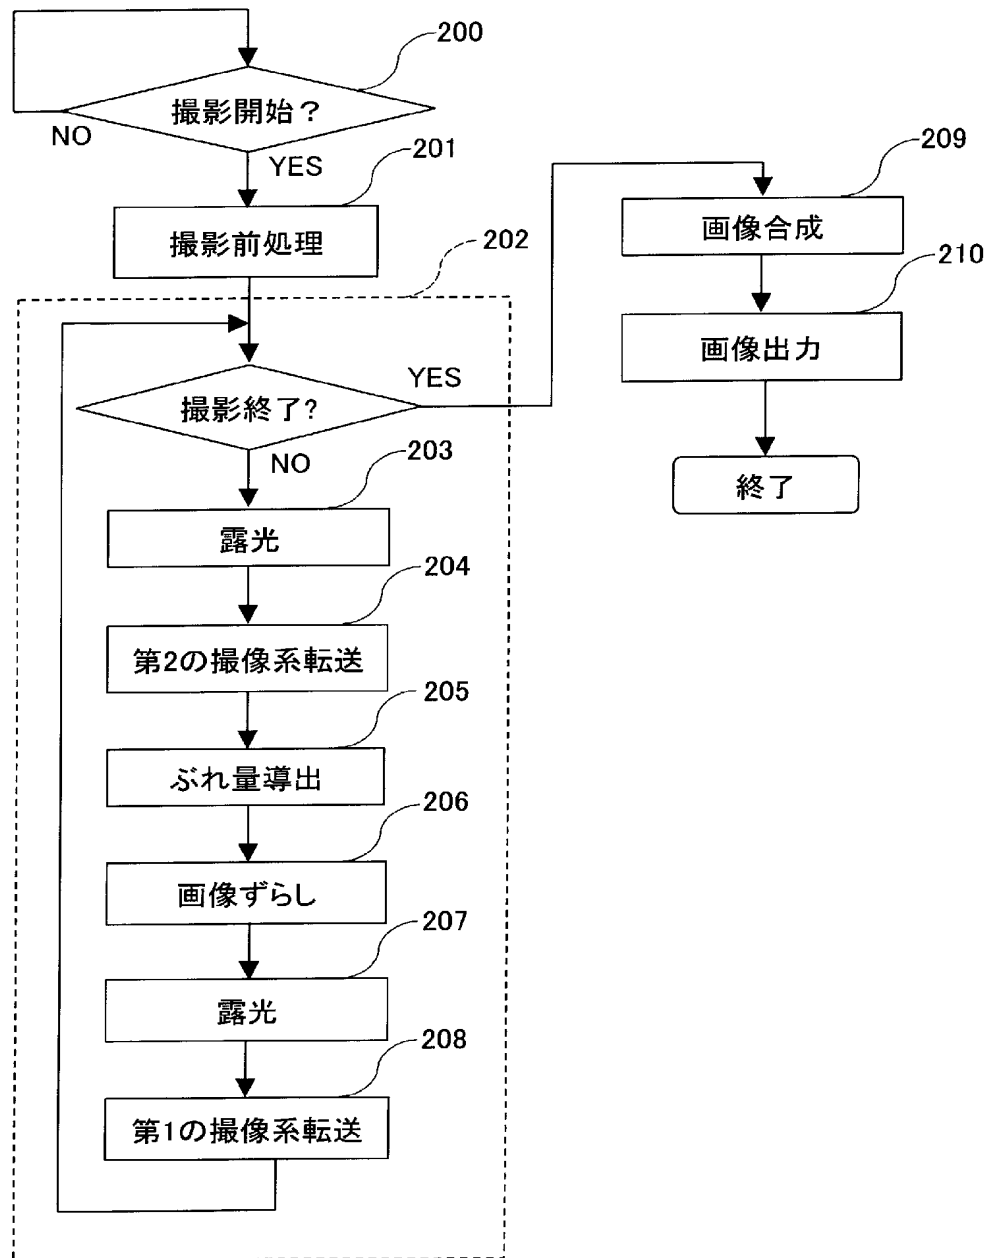 200
撮影開始?
NO
YES
201
撮影前処理
202
撮影終了?
YES
NO
203
露光
204
第2の撮像系転送
205
ぶれ量導出
206
画像ずらし
207
露光
208
第1の撮像系転送
209
画像合成
210
画像出力
終了